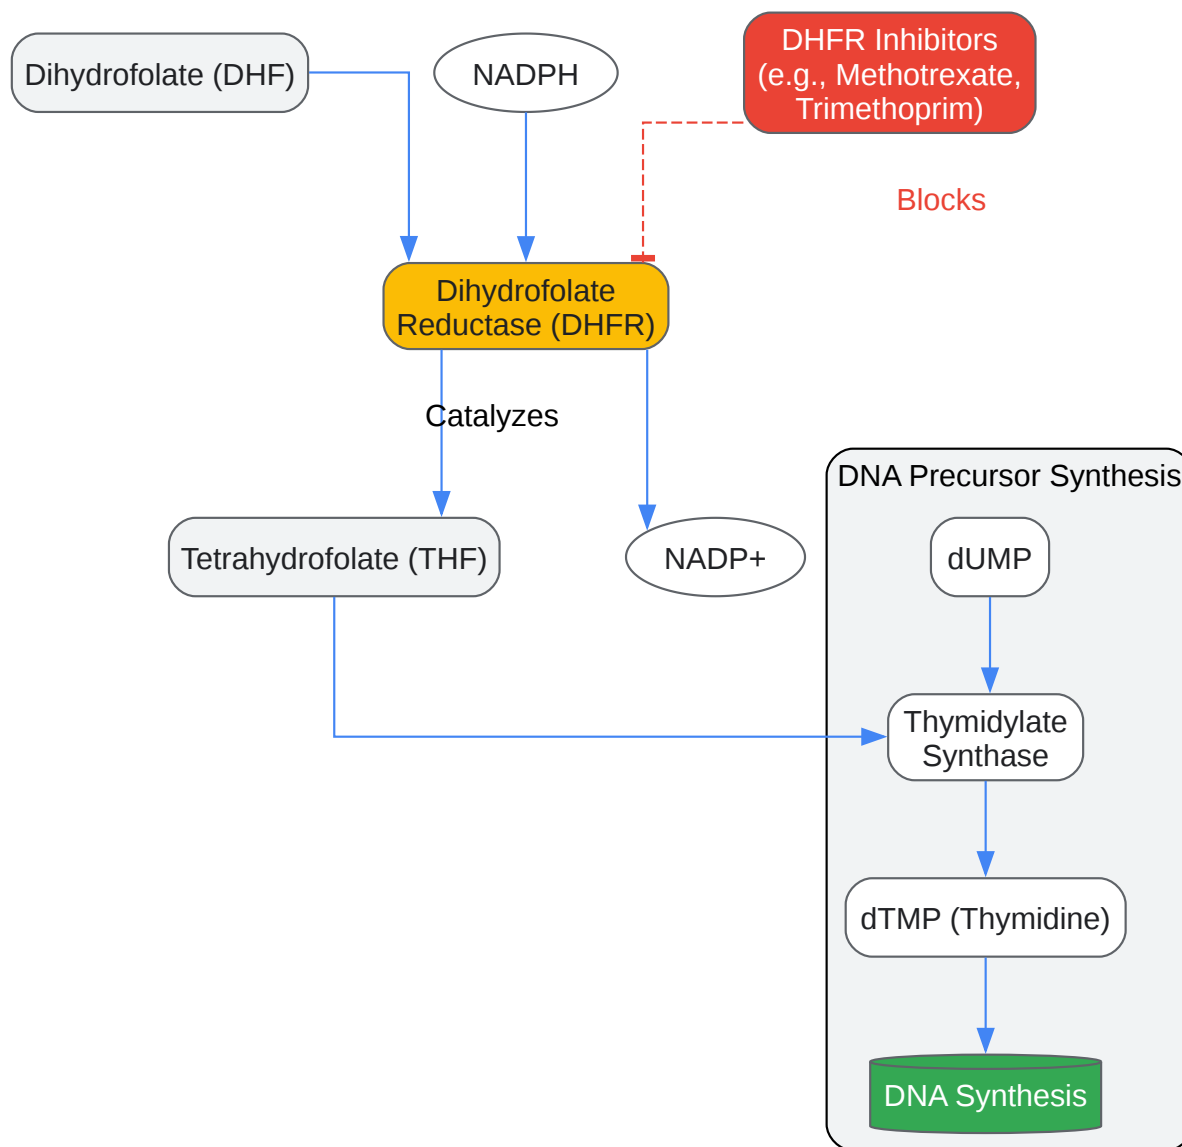 Dihydrofolate (DHF)
NADPH
DHFR Inhibitors
(e.g., Methotrexate,
Trimethoprim)
Blocks
Dihydrofolate
Reductase (DHFR)
Catalyzes
DNA Precursor Synthesis
Tetrahydrofolate (THF)
NADP+
dUMP
Thymidylate
Synthase
dTMP (Thymidine)
DNA Synthesis